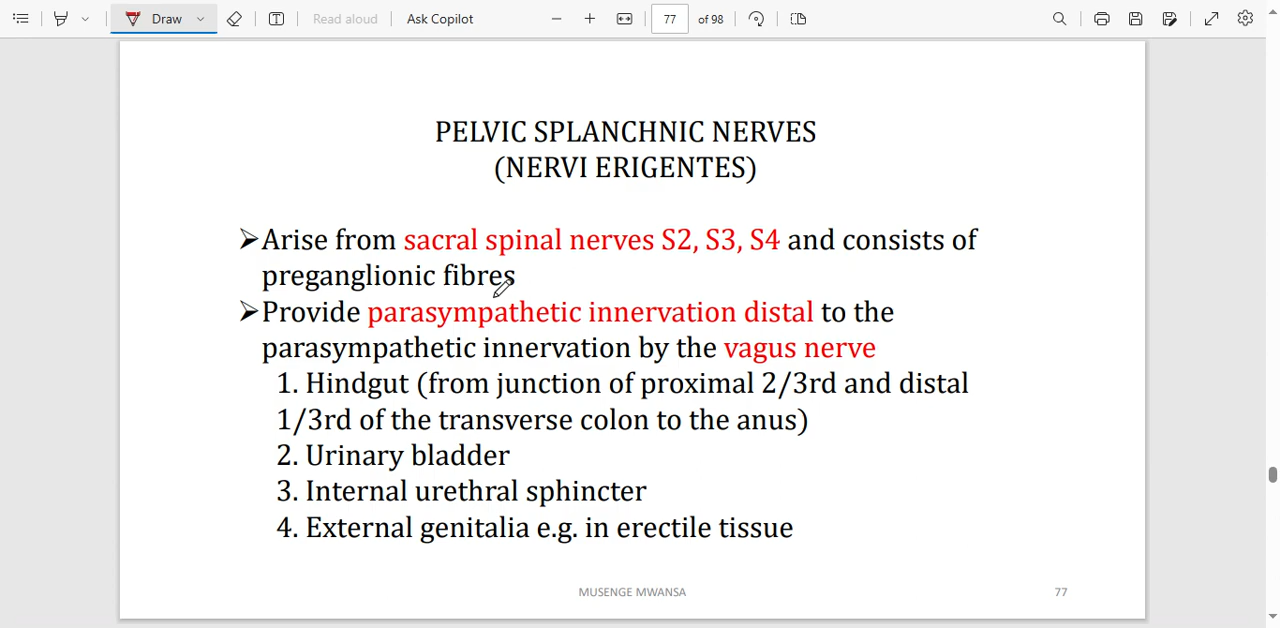 Draw
Read aloud
Ask Copilot
77
of 98
PELVIC SPLANCHNIC NERVES
(NERVI ERIGENTES)
➢Arise from sacral spinal nerves S2, S3, S4 and consists of
preganglionic fibres
➢Provide parasympathetic innervation distal to the
parasympathetic innervation by the vagus nerve
1. Hindgut (from junction of proximal 2/3rd and distal
1/3rd of the transverse colon to the anus)
2. Urinary bladder
3. Internal urethral sphincter
4. External genitalia e.g. in erectile tissue
MUSENGE MWANSA
77